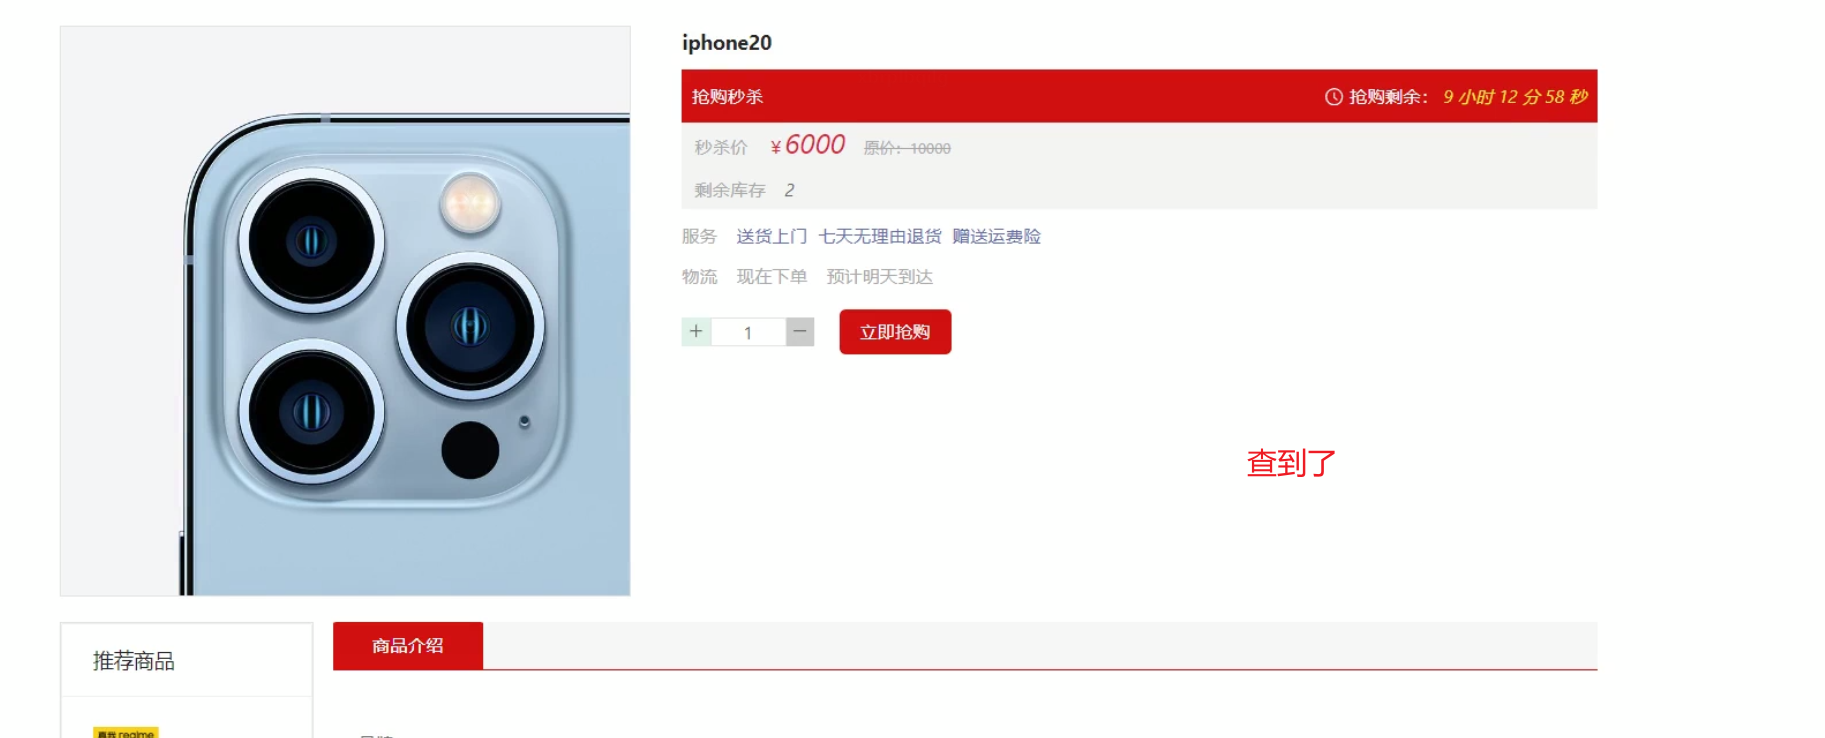 iphone20
抢购秒杀
抢购剩余： 9 小时 12 分 58 秒
秒杀价 ¥ 6000 原价：10000
剩余库存 2
服务 送货上门 七天无理由退货 赠送运费险
物流 现在下单 预计明天到达
+ 1 − 立即抢购
查到了
推荐商品
商品介绍
真我 realme